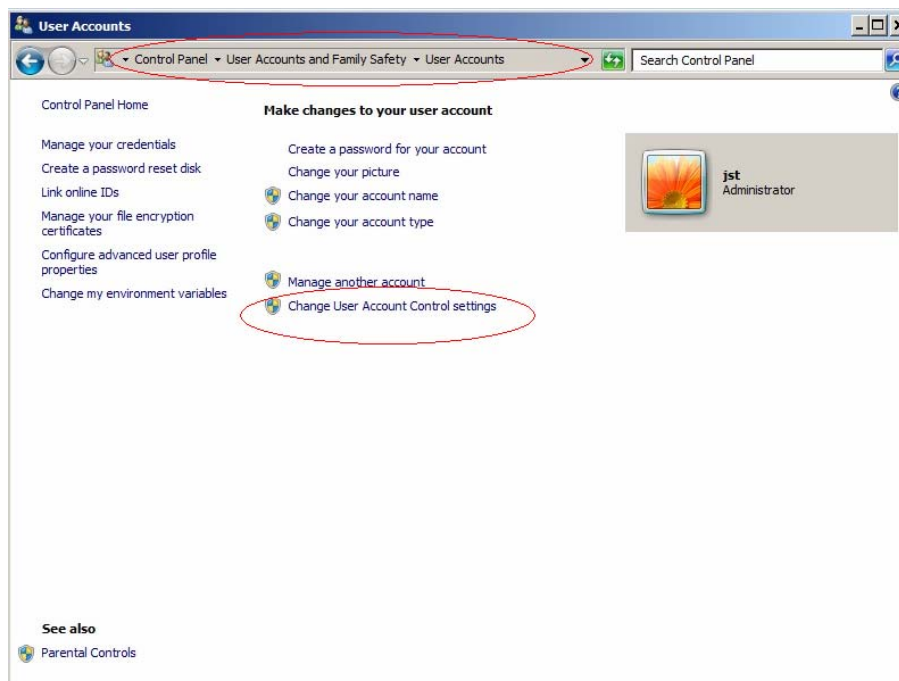 User Accounts
Control Panel User Accounts and Family Safety User Accounts
Search Control Panel
Control Panel Home
Manage your credentials
Create a password reset disk
Link online IDs
Manage your file encryption
certificates
Configure advanced user profile
properties
Change my environment variables
Make changes to your user account
Create a password for your account
Change your picture
Change your account name
Change your account type
Manage another account
Change User Account Control settings
jst
Administrator
See also
Parental Controls